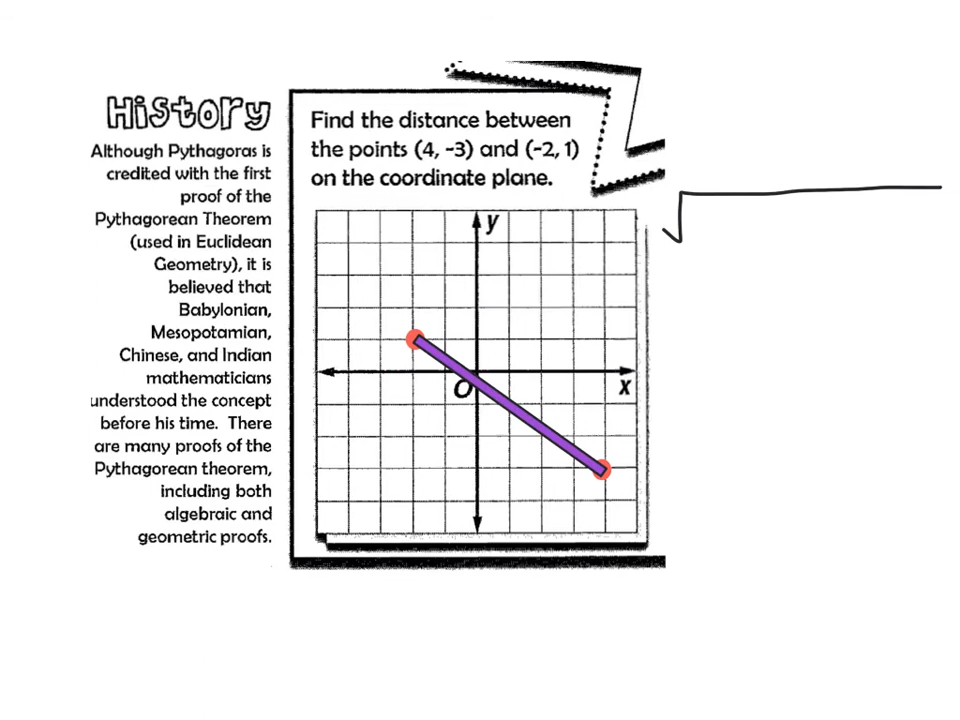 History
Although Pythagoras is
credited with the first
proof of the
Pythagorean Theorem
(used in Euclidean
Geometry), it is
believed that
Babylonian,
Mesopotamian,
Chinese, and Indian
mathematicians
understood the concept
before his time. There
are many proofs of the
Pythagorean theorem,
including both
algebraic and
geometric proofs.
Find the distance between
the points (4, -3) and (-2, 1)
on the coordinate plane.
y
O
x